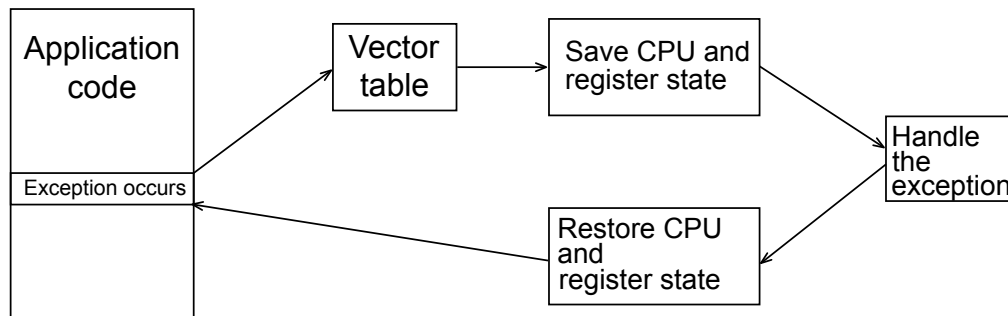 Application
code
Exception occurs
Vector
table
Save CPU and
register state
Handle
the
exception
Restore CPU
and
register state